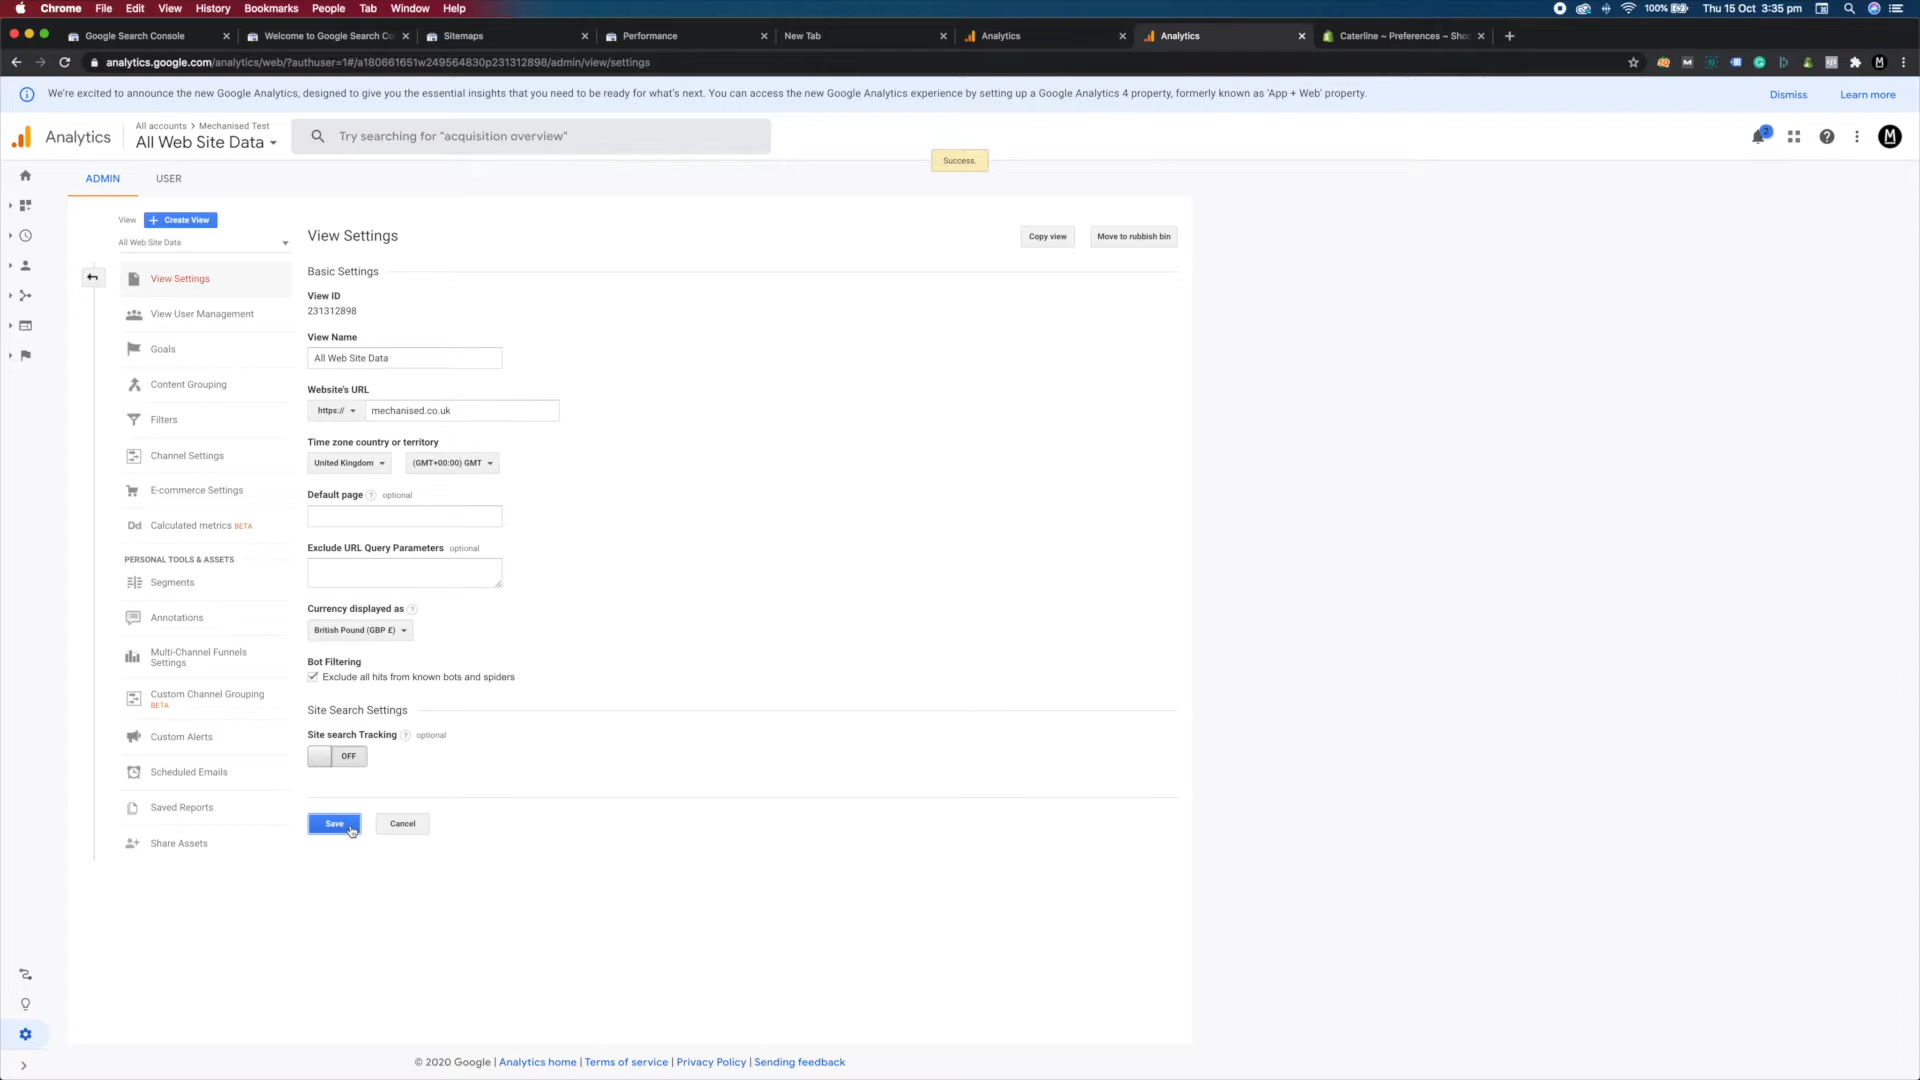 Chrome File Edit View History Bookmarks People Tab Window Help 100% Thu 15 Oct 3:35 pm
Google Search Console Welcome to Google Search Co Sitemaps Performance New Tab Analytics Analytics Caterline ~ Preferences ~ Sho
analytics.google.com/analytics/web/?authuser=1#/a180661651w249564830p231312898/admin/view/settings
We're excited to announce the new Google Analytics, designed to give you the essential insights that you need to be ready for what's next. You can access the new Google Analytics experience by setting up a Google Analytics 4 property, formerly known as 'App + Web' property. Dismiss Learn more
Analytics
All accounts > Mechanised Test
All Web Site Data
Try searching for "acquisition overview"
2
M
Success.
ADMIN USER
View + Create View
All Web Site Data
View Settings
View User Management
Goals
Content Grouping
Filters
Channel Settings
E-commerce Settings
Dd Calculated metrics BETA
PERSONAL TOOLS & ASSETS
Segments
Annotations
Multi-Channel Funnels
Settings
Custom Channel Grouping
BETA
Custom Alerts
Scheduled Emails
Saved Reports
Share Assets
View Settings
Copy view Move to rubbish bin
Basic Settings
View ID
231312898
View Name
All Web Site Data
Website's URL
https:// mechanised.co.uk
Time zone country or territory
United Kingdom (GMT+00:00) GMT
Default page ? optional
Exclude URL Query Parameters optional
Currency displayed as ?
British Pound (GBP £)
Bot Filtering
Exclude all hits from known bots and spiders
Site Search Settings
Site search Tracking ? optional
OFF
Save Cancel
© 2020 Google | Analytics home | Terms of service | Privacy Policy | Sending feedback